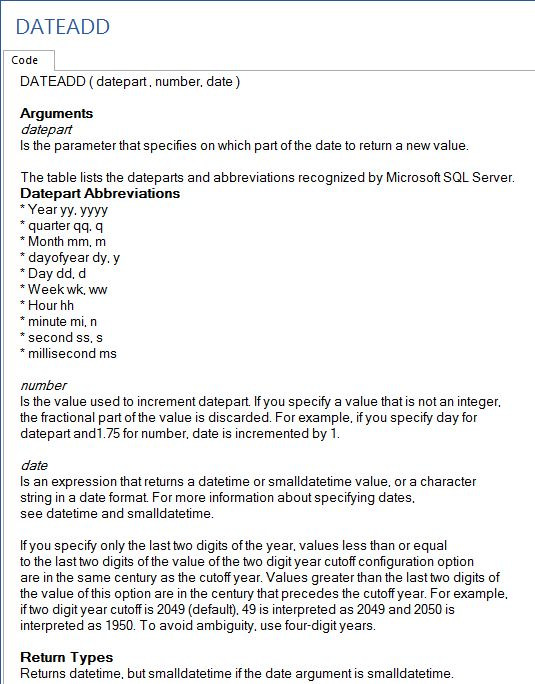 DATEADD
Code
DATEADD ( datepart , number, date )
Arguments
datepart
Is the parameter that specifies on which part of the date to return a new value.
The table lists the dateparts and abbreviations recognized by Microsoft SQL Server.
Datepart Abbreviations
* Year yy, yyyy
* quarter qq, q
* Month mm, m
* dayofyear dy, y
* Day dd, d
* Week wk, ww
* Hour hh
* minute mi, n
* second ss, s
* millisecond ms
number
Is the value used to increment datepart. If you specify a value that is not an integer,
the fractional part of the value is discarded. For example, if you specify day for
datepart and1.75 for number, date is incremented by 1.
date
Is an expression that returns a datetime or smalldatetime value, or a character
string in a date format. For more information about specifying dates,
see datetime and smalldatetime.
If you specify only the last two digits of the year, values less than or equal
to the last two digits of the value of the two digit year cutoff configuration option
are in the same century as the cutoff year. Values greater than the last two digits of
the value of this option are in the century that precedes the cutoff year. For example,
if two digit year cutoff is 2049 (default), 49 is interpreted as 2049 and 2050 is
interpreted as 1950. To avoid ambiguity, use four-digit years.
Return Types
Returns datetime, but smalldatetime if the date argument is smalldatetime.